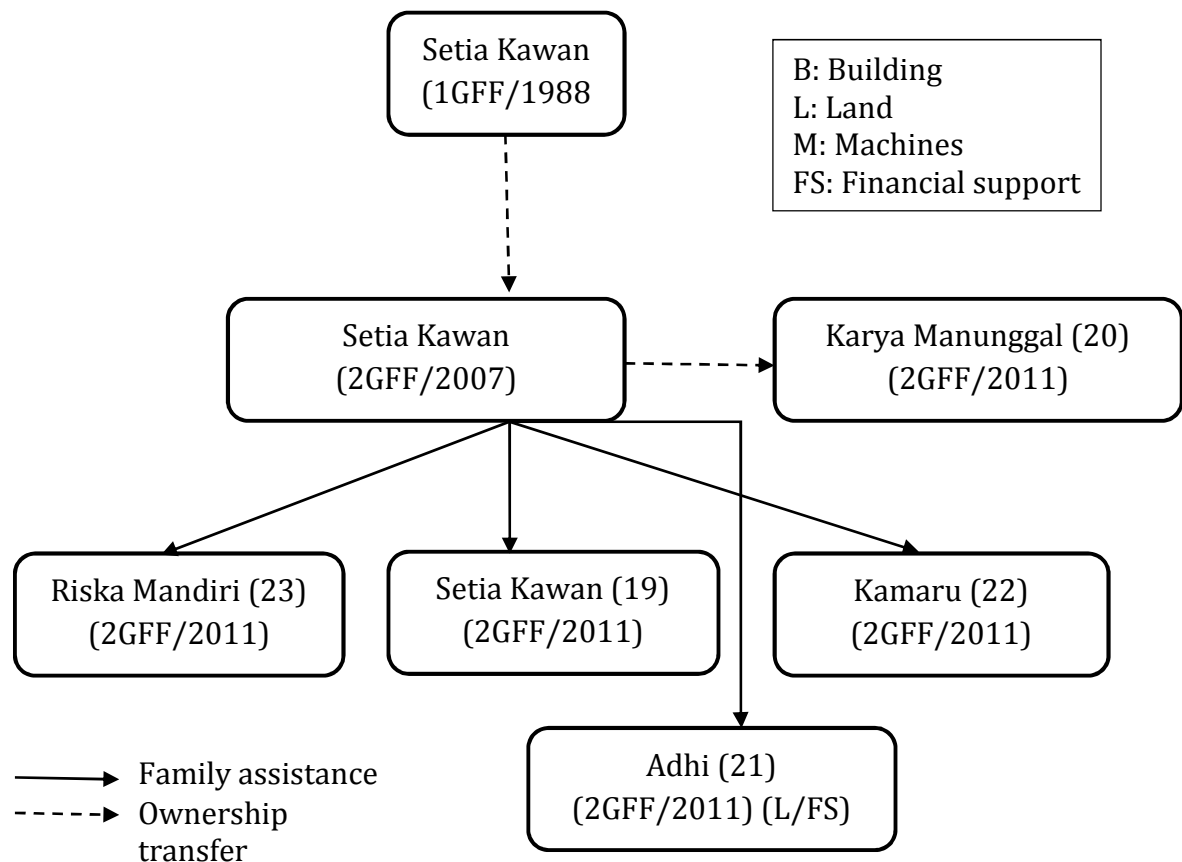 Setia Kawan
(1GFF/1988
B: Building
L: Land
M: Machines
FS: Financial support
Setia Kawan
(2GFF/2007)
Karya Manunggal (20)
(2GFF/2011)
Riska Mandiri (23)
(2GFF/2011)
Setia Kawan (19)
(2GFF/2011)
Kamaru (22)
(2GFF/2011)
Adhi (21)
(2GFF/2011) (L/FS)
Family assistance
Ownership
transfer